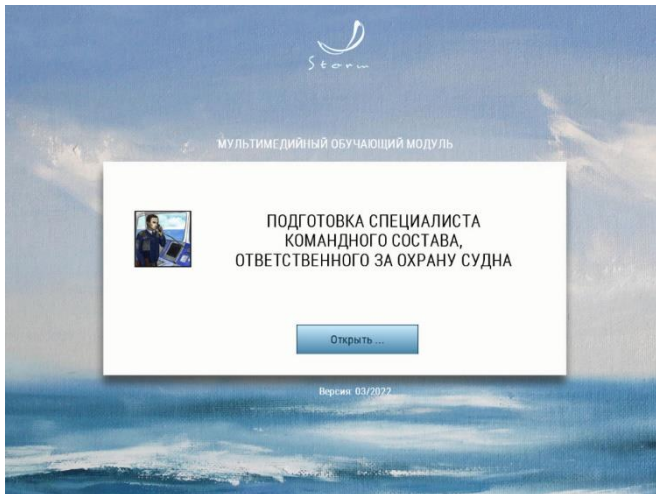 Storm
МУЛЬТИМЕДИЙНЫЙ ОБУЧАЮЩИЙ МОДУЛЬ
ПОДГОТОВКА СПЕЦИАЛИСТА
КОМАНДНОГО СОСТАВА,
ОТВЕТСТВЕННОГО ЗА ОХРАНУ СУДНА
Открыть ...
Версия: 03/2022